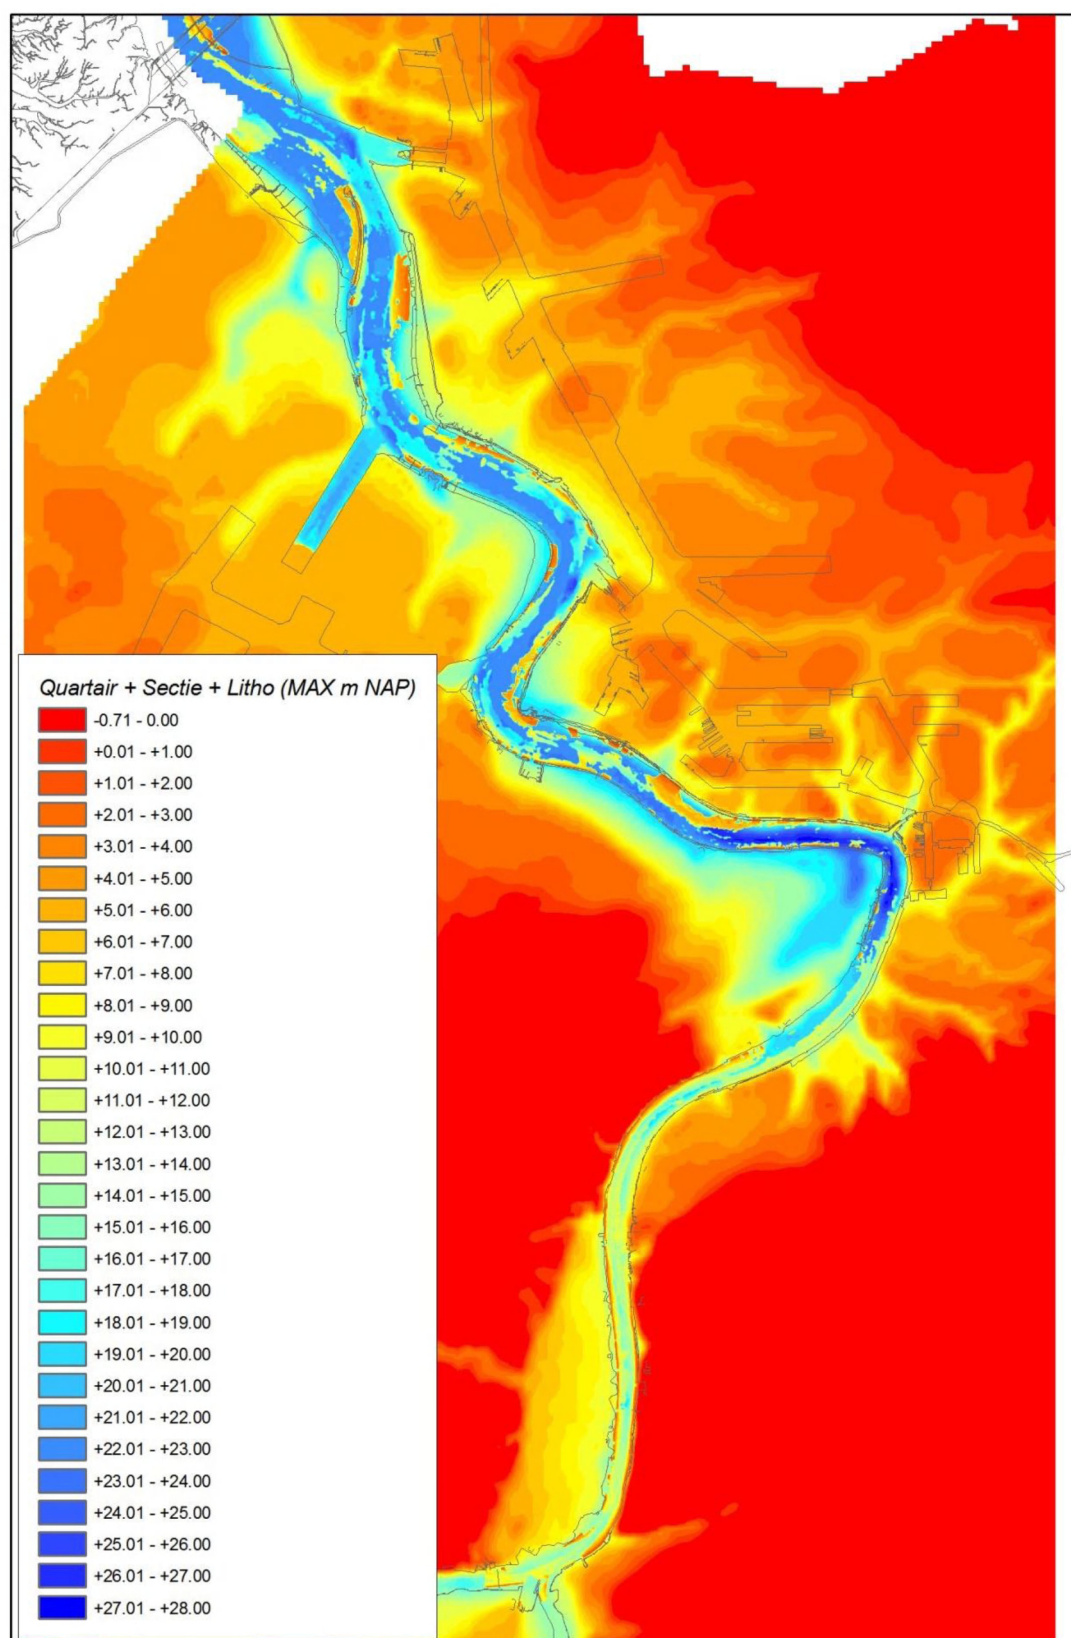 Quartair + Sectie + Litho (MAX m NAP)
-0.71 - 0.00
+0.01 - +1.00
+1.01 - +2.00
+2.01 - +3.00
+3.01 - +4.00
+4.01 - +5.00
+5.01 - +6.00
+6.01 - +7.00
+7.01 - +8.00
+8.01 - +9.00
+9.01 - +10.00
+10.01 - +11.00
+11.01 - +12.00
+12.01 - +13.00
+13.01 - +14.00
+14.01 - +15.00
+15.01 - +16.00
+16.01 - +17.00
+17.01 - +18.00
+18.01 - +19.00
+19.01 - +20.00
+20.01 - +21.00
+21.01 - +22.00
+22.01 - +23.00
+23.01 - +24.00
+24.01 - +25.00
+25.01 - +26.00
+26.01 - +27.00
+27.01 - +28.00